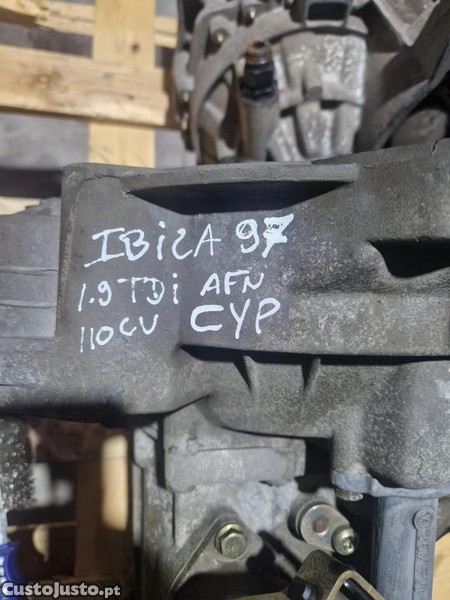 IBIZA 97
1.9 TDi AFN
110CV CYP
CustoJusto.pt